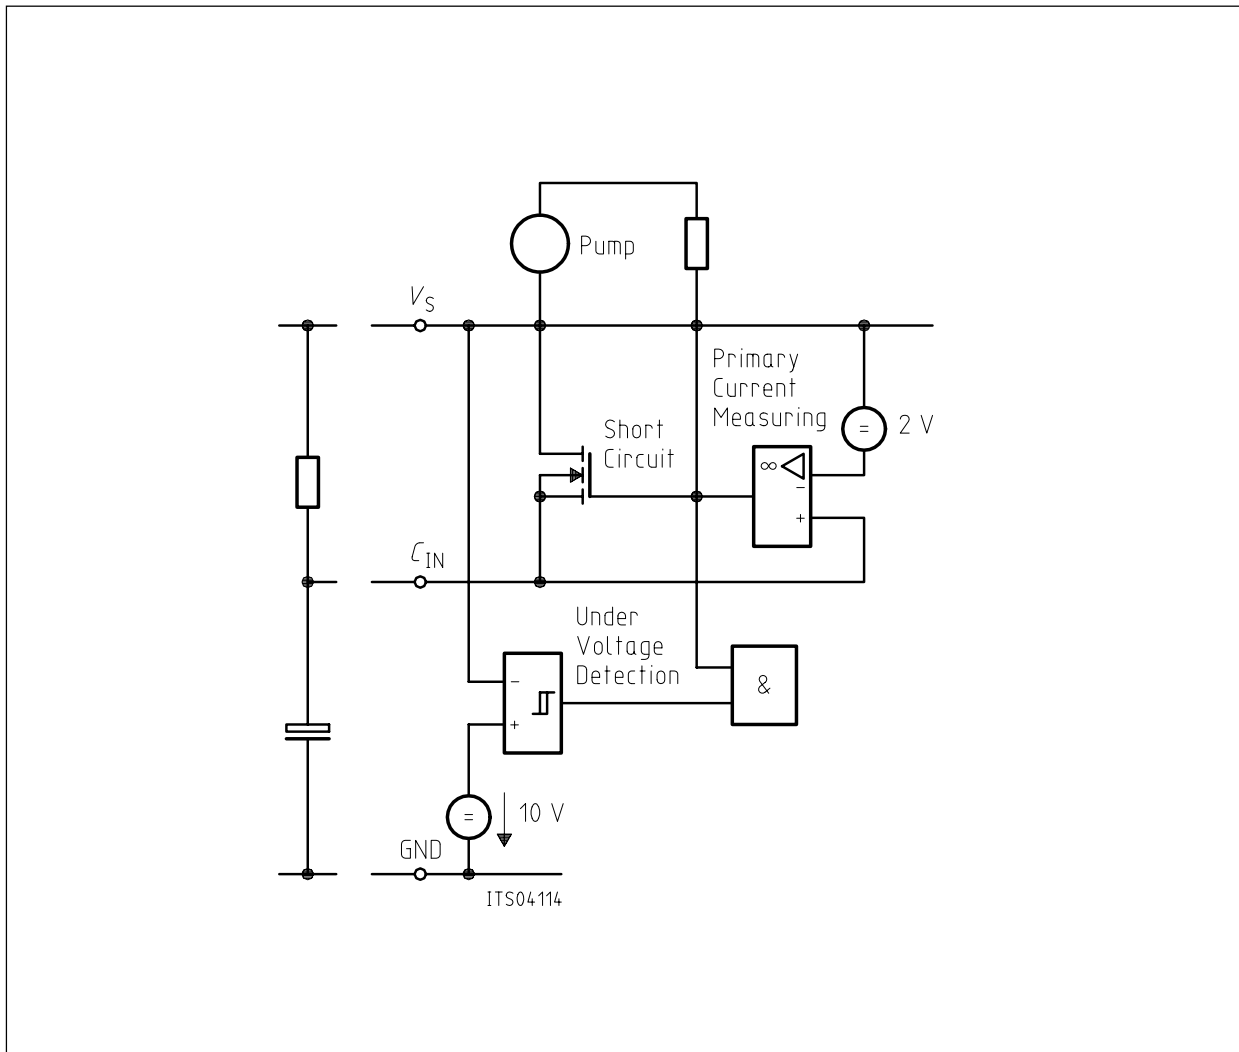 Pump
V_S
Primary
Current
Measuring
= 2 V
Short
Circuit
∞
−
+
C_IN
Under
Voltage
Detection
−
+
&
= 10 V
GND
ITS04114